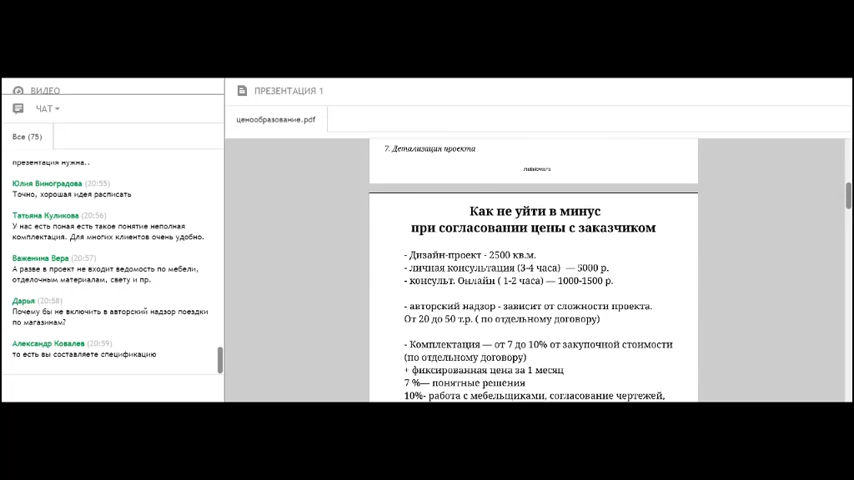 ВИДЕО
ЧАТ
Все (75)
презентация нужна..
Юлия Виноградова (20:55)
Точно, хорошая идея расписать
Татьяна Куликова (20:56)
У нас есть поная есть такое понятие неполная
комплектация. Для многих клиентов очень удобно.
Важенина Вера (20:57)
А разве в проект не входит ведомость по мебели,
отделочным материалам, свету и пр.
Дарья (20:58)
Почему бы не включить в авторский надзор поездки
по магазинам?
Александр Ковалев (20:59)
то есть вы составляете спецификацию
ПРЕЗЕНТАЦИЯ 1
ценообразование.pdf
7. Детализация проекта
Как не уйти в минус
при согласовании цены с заказчиком
- Дизайн-проект - 2500 кв.м.
- личная консультация (3-4 часа) — 5000 р.
- консульт. Онлайн ( 1-2 часа) — 1000-1500 р.
- авторский надзор - зависит от сложности проекта.
От 20 до 50 т.р. ( по отдельному договору)
- Комплектация — от 7 до 10% от закупочной стоимости
(по отдельному договору)
+ фиксированная цена за 1 месяц
7 %— понятные решения
10%- работа с мебельщиками, согласование чертежей,